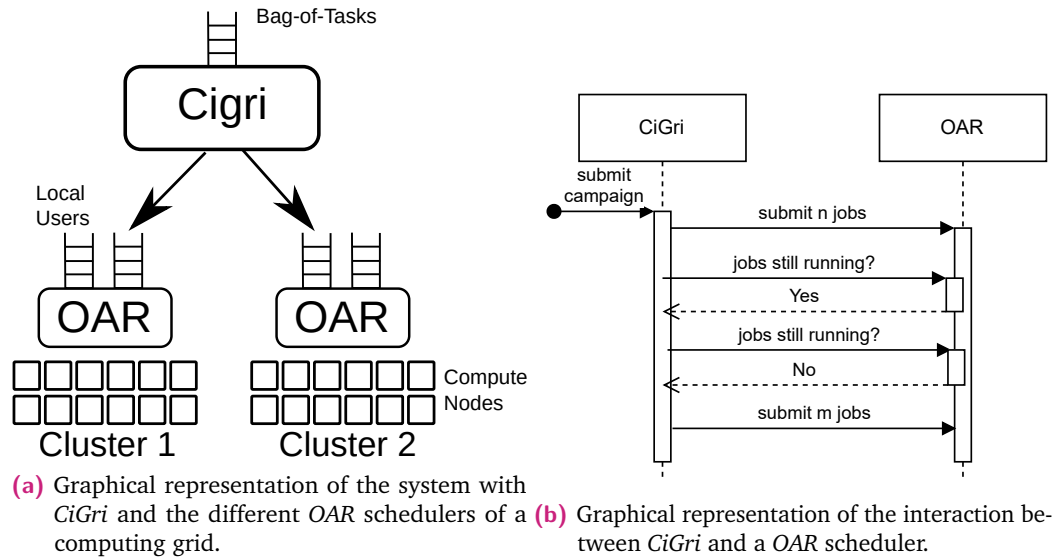 Bag-of-Tasks
Cigri
Local
Users
OAR
OAR
Compute
Nodes
Cluster 1
Cluster 2
(a) Graphical representation of the system with
CiGri and the different OAR schedulers of a
computing grid.
CiGri
OAR
submit
campaign
submit n jobs
jobs still running?
Yes
jobs still running?
No
submit m jobs
(b) Graphical representation of the interaction be-
tween CiGri and a OAR scheduler.